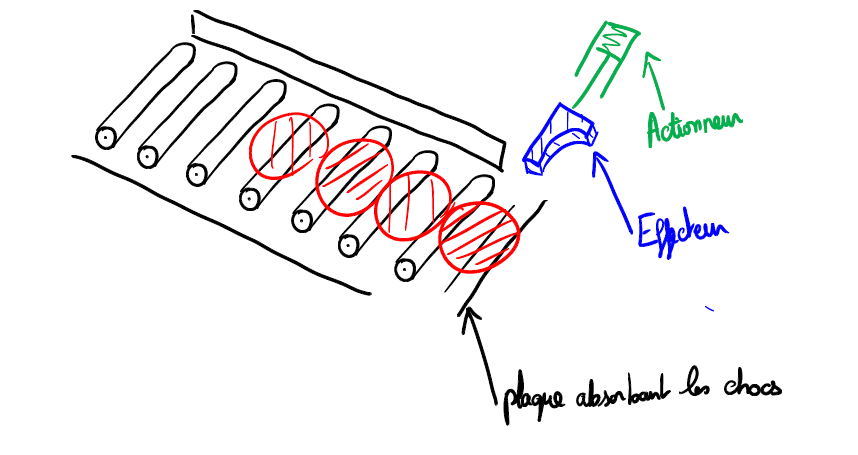 Actionneur
Effecteur
plaque absorbant les chocs